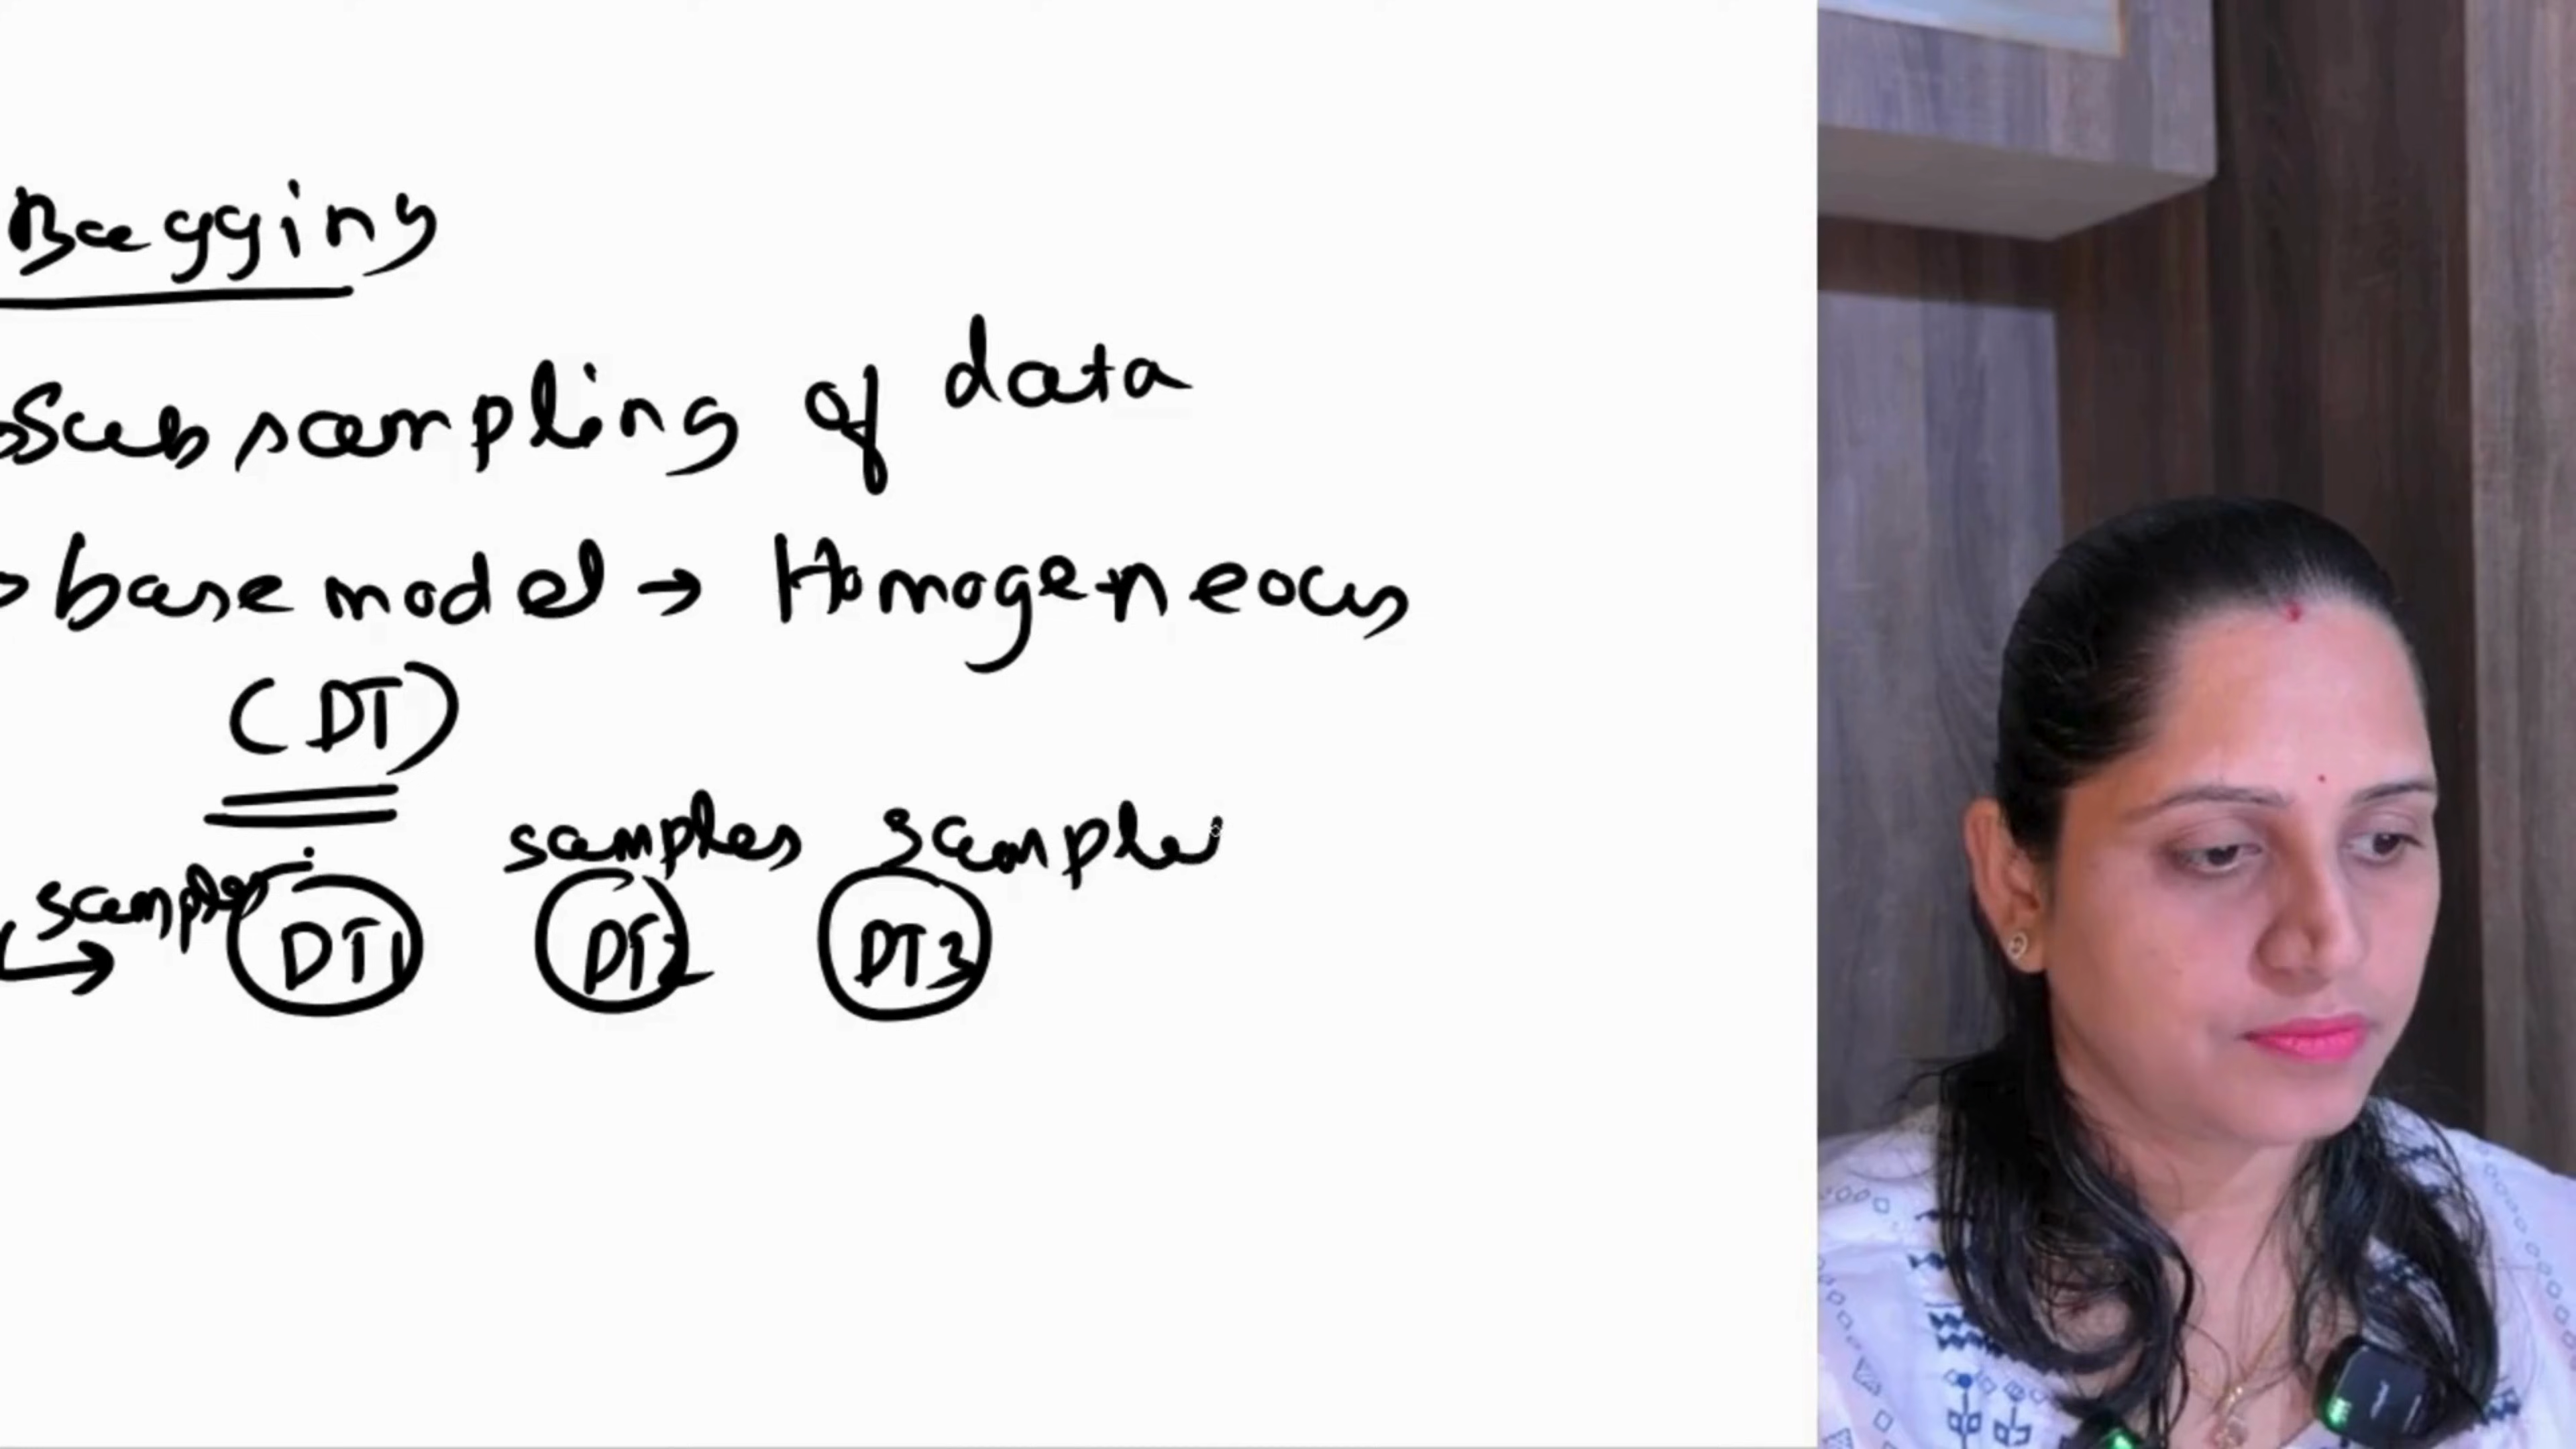 Bagging
Subsampling of data
base model → Homogeneous
(DT)
samples samples samples
DT1 DT2 DT3